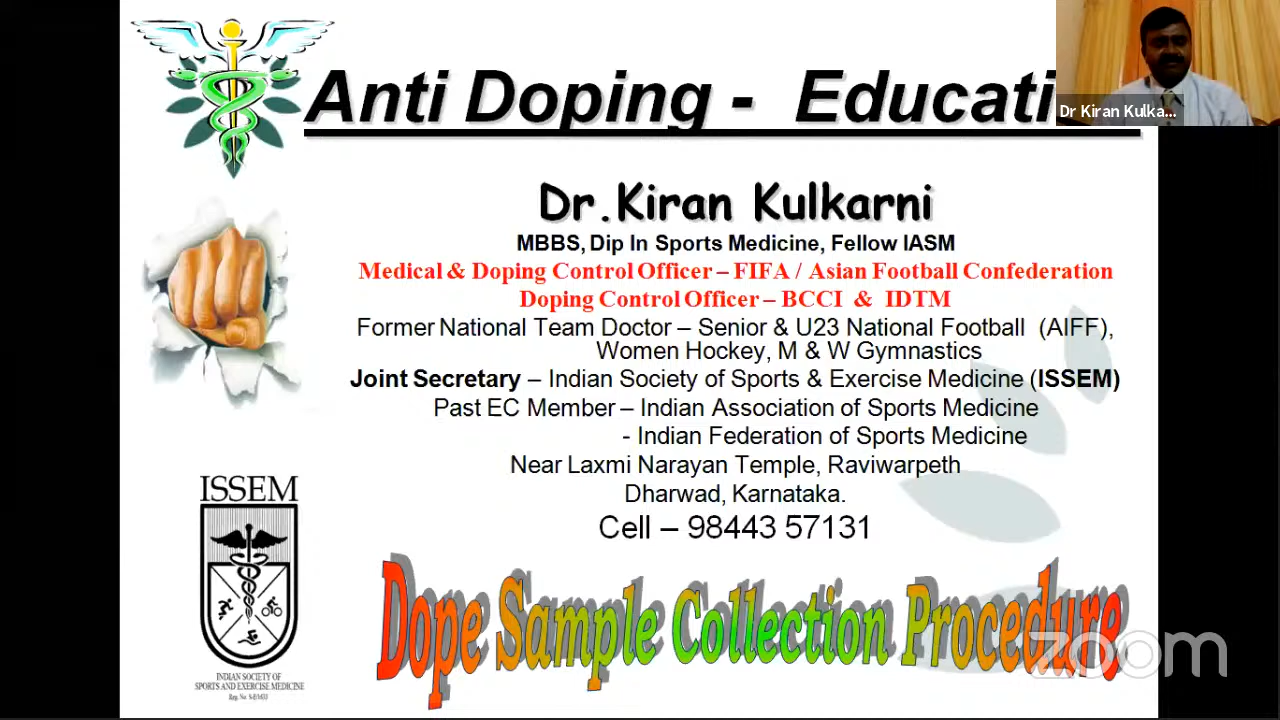 Anti Doping - Educati
Dr Kiran Kulka...
Dr.Kiran Kulkarni
MBBS, Dip In Sports Medicine, Fellow IASM
Medical & Doping Control Officer – FIFA / Asian Football Confederation
Doping Control Officer – BCCI & IDTM
Former National Team Doctor – Senior & U23 National Football (AIFF),
Women Hockey, M & W Gymnastics
Joint Secretary – Indian Society of Sports & Exercise Medicine (ISSEM)
Past EC Member – Indian Association of Sports Medicine
- Indian Federation of Sports Medicine
Near Laxmi Narayan Temple, Raviwarpeth
Dharwad, Karnataka.
Cell – 98443 57131
ISSEM
INDIAN SOCIETY OF
SPORTS AND EXERCISE MEDICINE
Dope Sample Collection Procedure
zoom